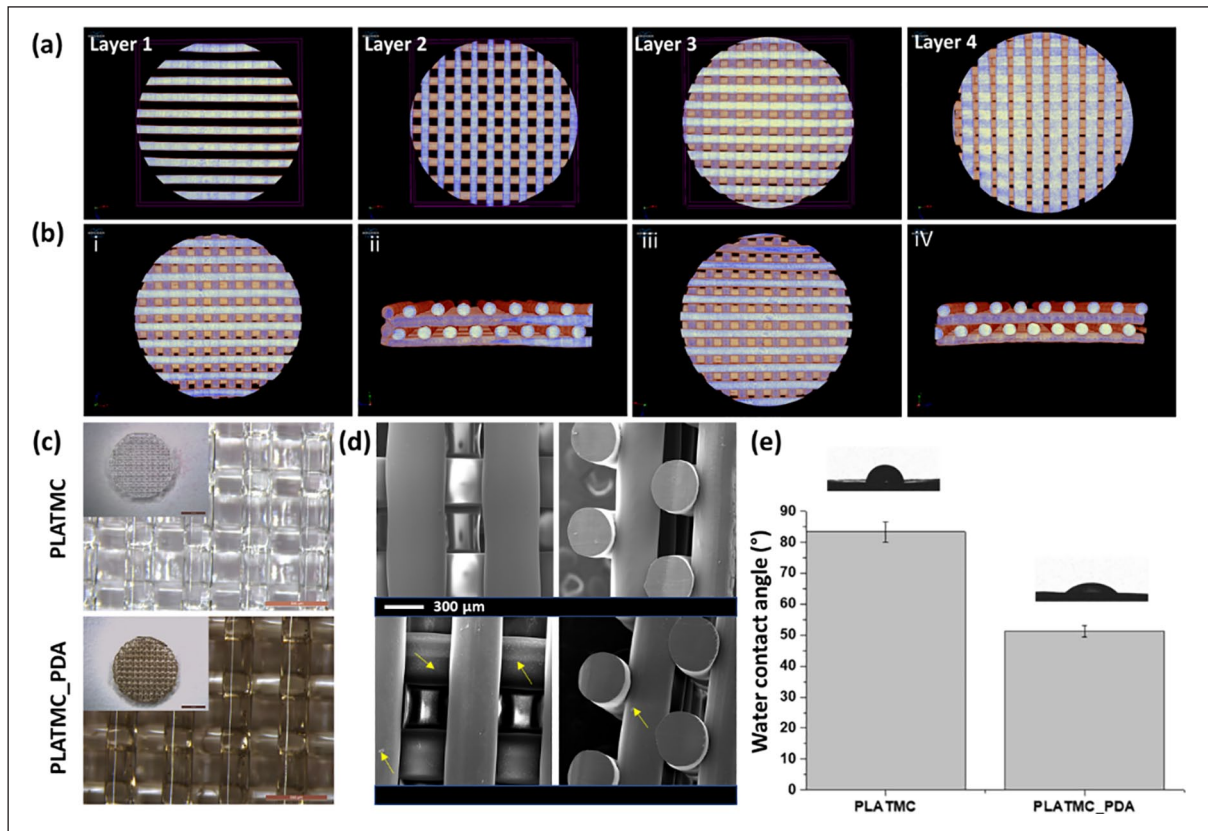 (a)
Layer 1
Layer 2
Layer 3
Layer 4
(b)
i
ii
iii
iv
(c)
PLATMC
PLATMC_PDA
(d)
300 µm
(e)
Water contact angle (°)
90
80
70
60
50
40
30
20
10
0
PLATMC
PLATMC_PDA